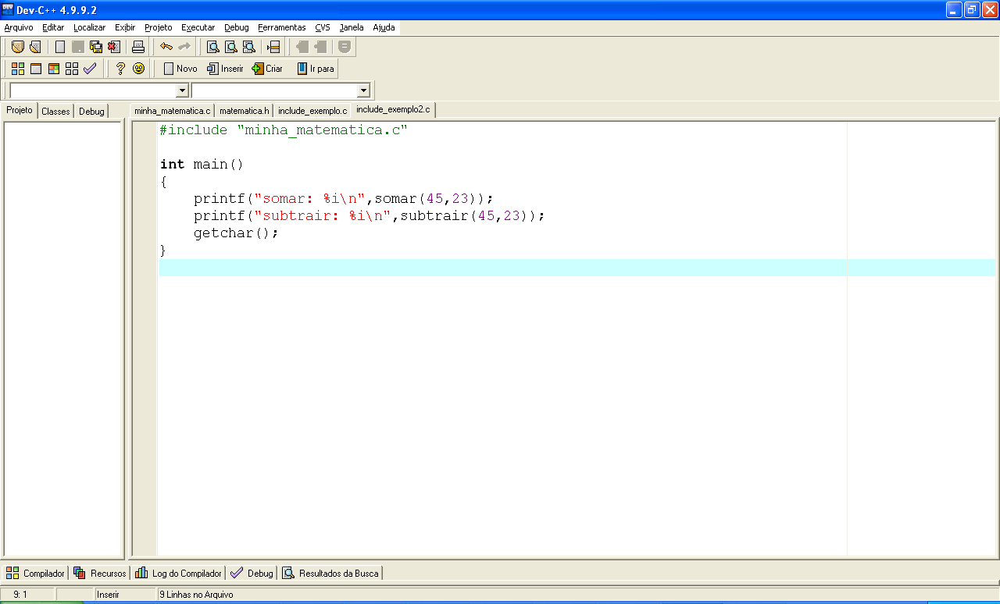 Dev-C++ 4.9.9.2
Arquivo Editar Localizar Exibir Projeto Executar Debug Ferramentas CVS Janela Ajuda
Novo Inserir Criar Ir para
Projeto Classes Debug minha_matematica.c matematica.h include_exemplo.c include_exemplo2.c
#include "minha_matematica.c"
int main()
{
printf("somar: %i\n",somar(45,23));
printf("subtrair: %i\n",subtrair(45,23));
getchar();
}
Compilador Recursos Log do Compilador Debug Resultados da Busca
9: 1 Inserir 9 Linhas no Arquivo